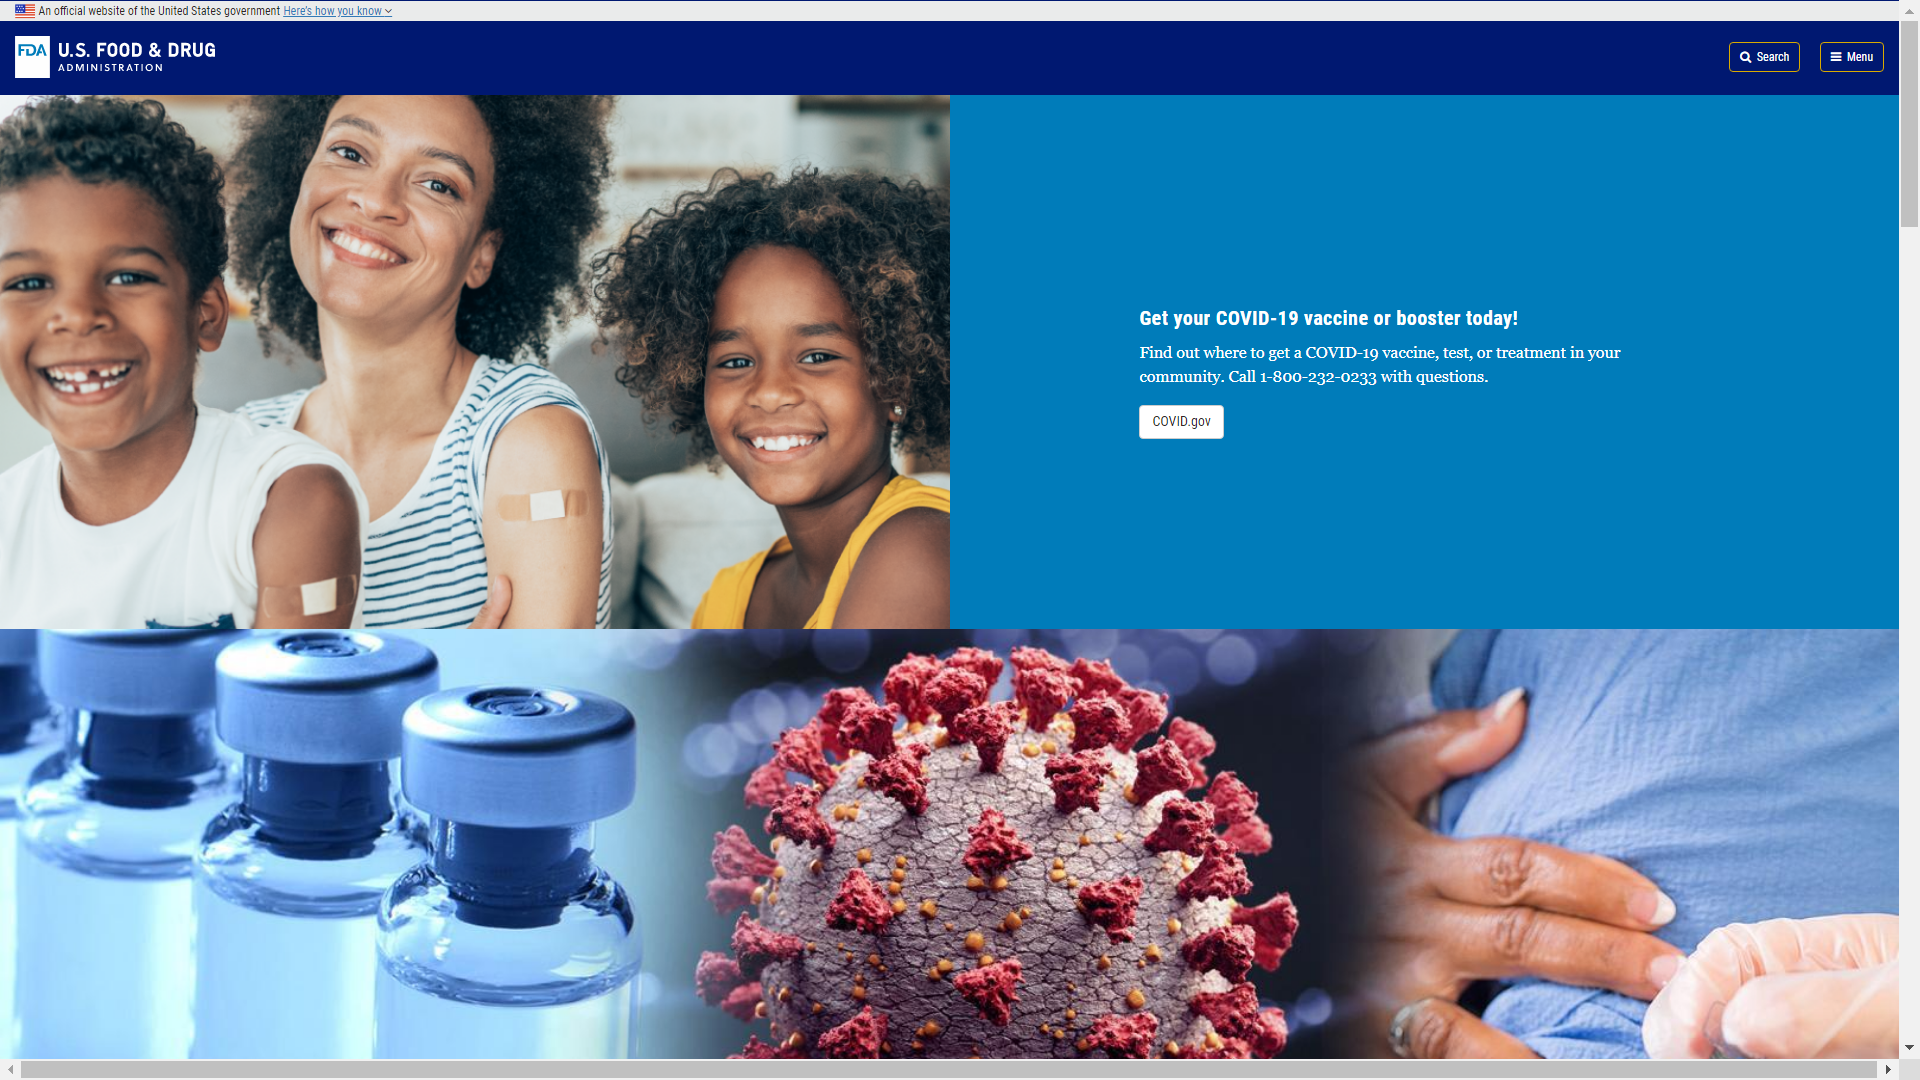 An official website of the United States government Here's how you know
FDA U.S. FOOD & DRUG
ADMINISTRATION
Search
Menu
Get your COVID-19 vaccine or booster today!
Find out where to get a COVID-19 vaccine, test, or treatment in your
community. Call 1-800-232-0233 with questions.
COVID.gov